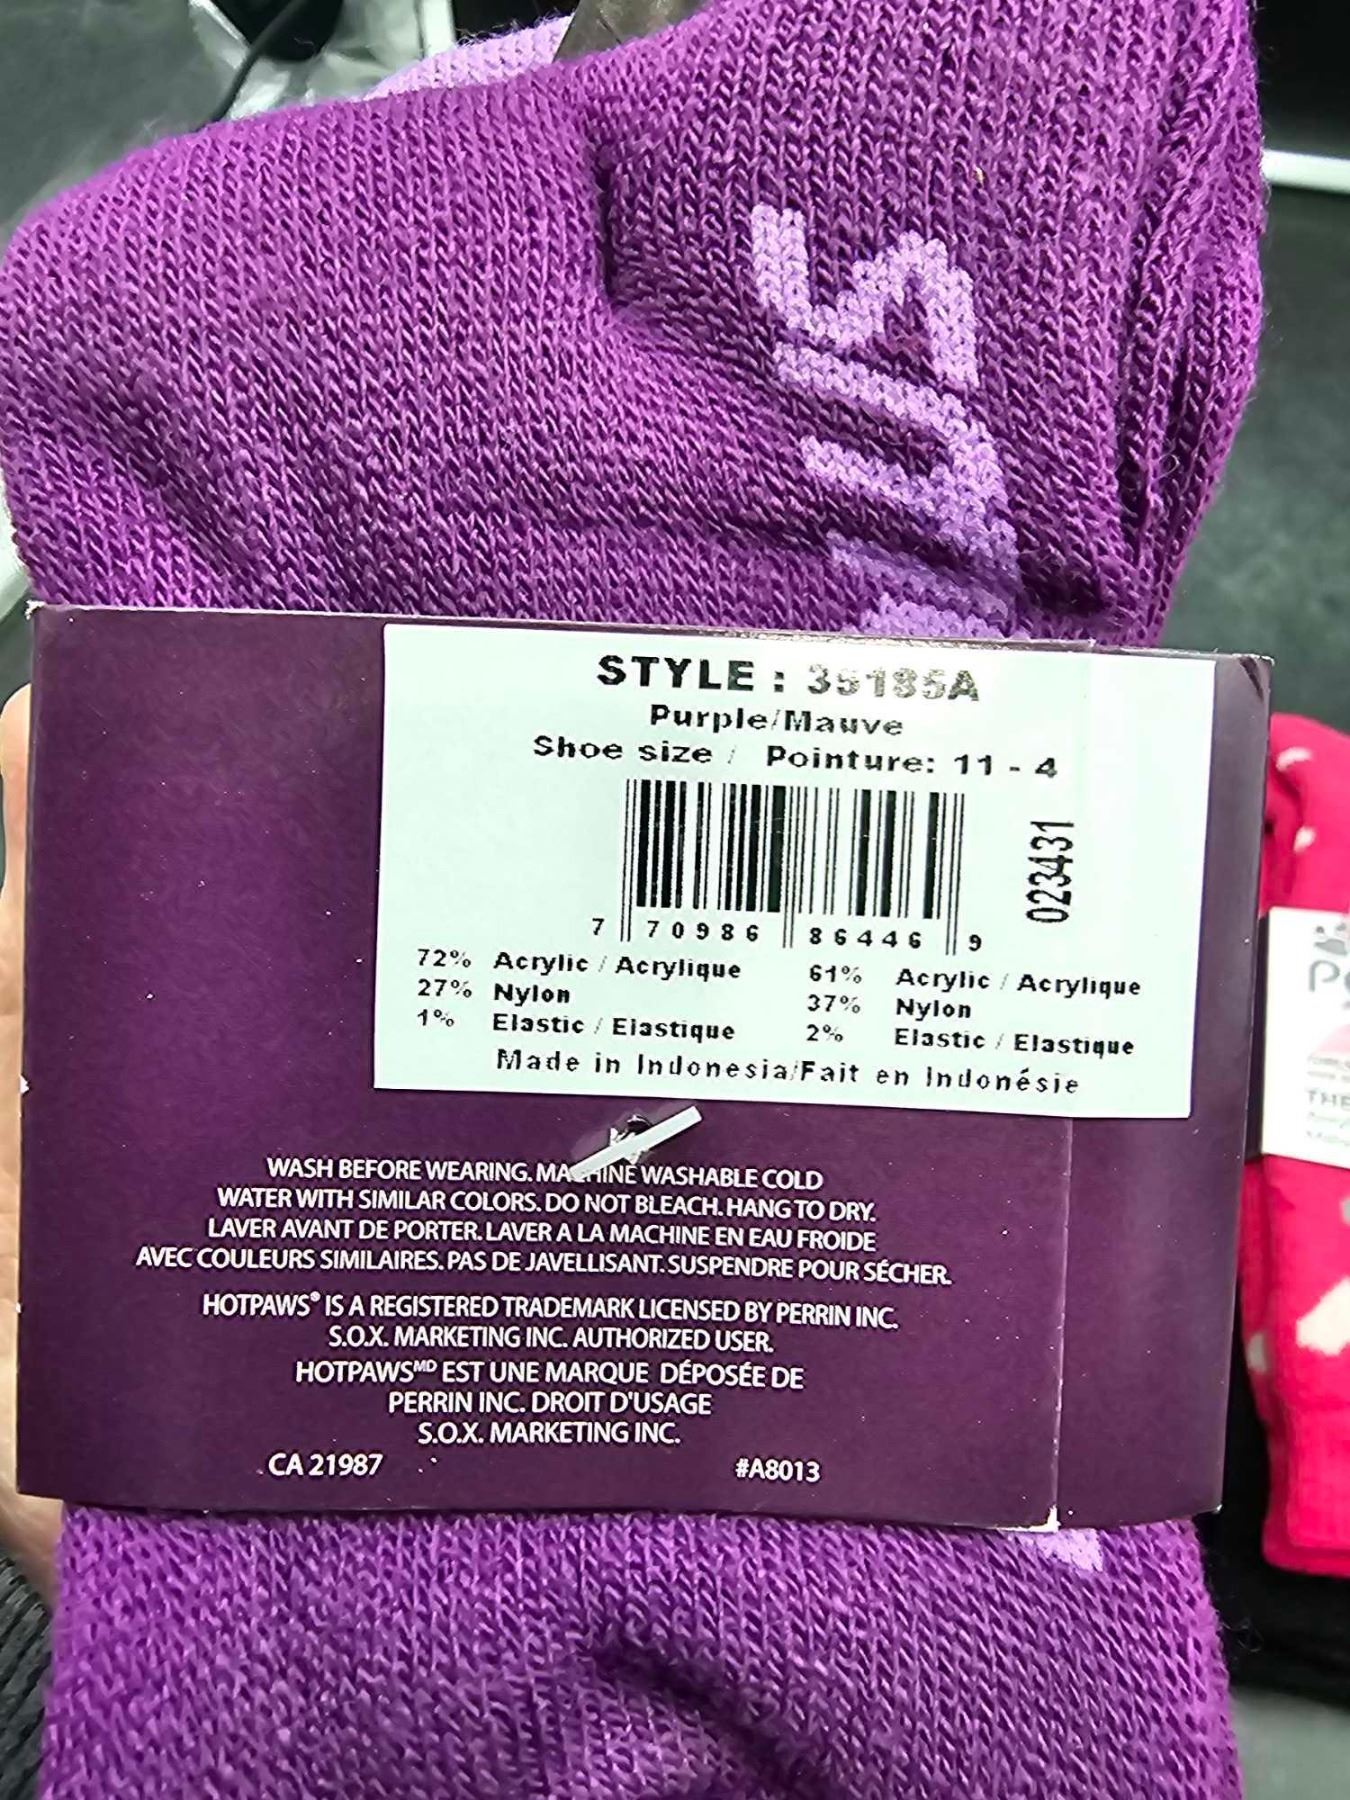 STYLE : 35185A
Purple/Mauve
Shoe size / Pointure: 11 - 4
023431
7 70986 86446 9
72% Acrylic / Acrylique
27% Nylon
1% Elastic / Elastique
61% Acrylic / Acrylique
37% Nylon
2% Elastic / Elastique
Made in Indonesia/Fait en Indonésie
WASH BEFORE WEARING. MACHINE WASHABLE COLD
WATER WITH SIMILAR COLORS. DO NOT BLEACH. HANG TO DRY.
LAVER AVANT DE PORTER. LAVER A LA MACHINE EN EAU FROIDE
AVEC COULEURS SIMILAIRES. PAS DE JAVELLISANT. SUSPENDRE POUR SÉCHER.
HOTPAWS® IS A REGISTERED TRADEMARK LICENSED BY PERRIN INC.
S.O.X. MARKETING INC. AUTHORIZED USER.
HOTPAWSᴹᴰ EST UNE MARQUE DÉPOSÉE DE
PERRIN INC. DROIT D'USAGE
S.O.X. MARKETING INC.
CA 21987
#A8013